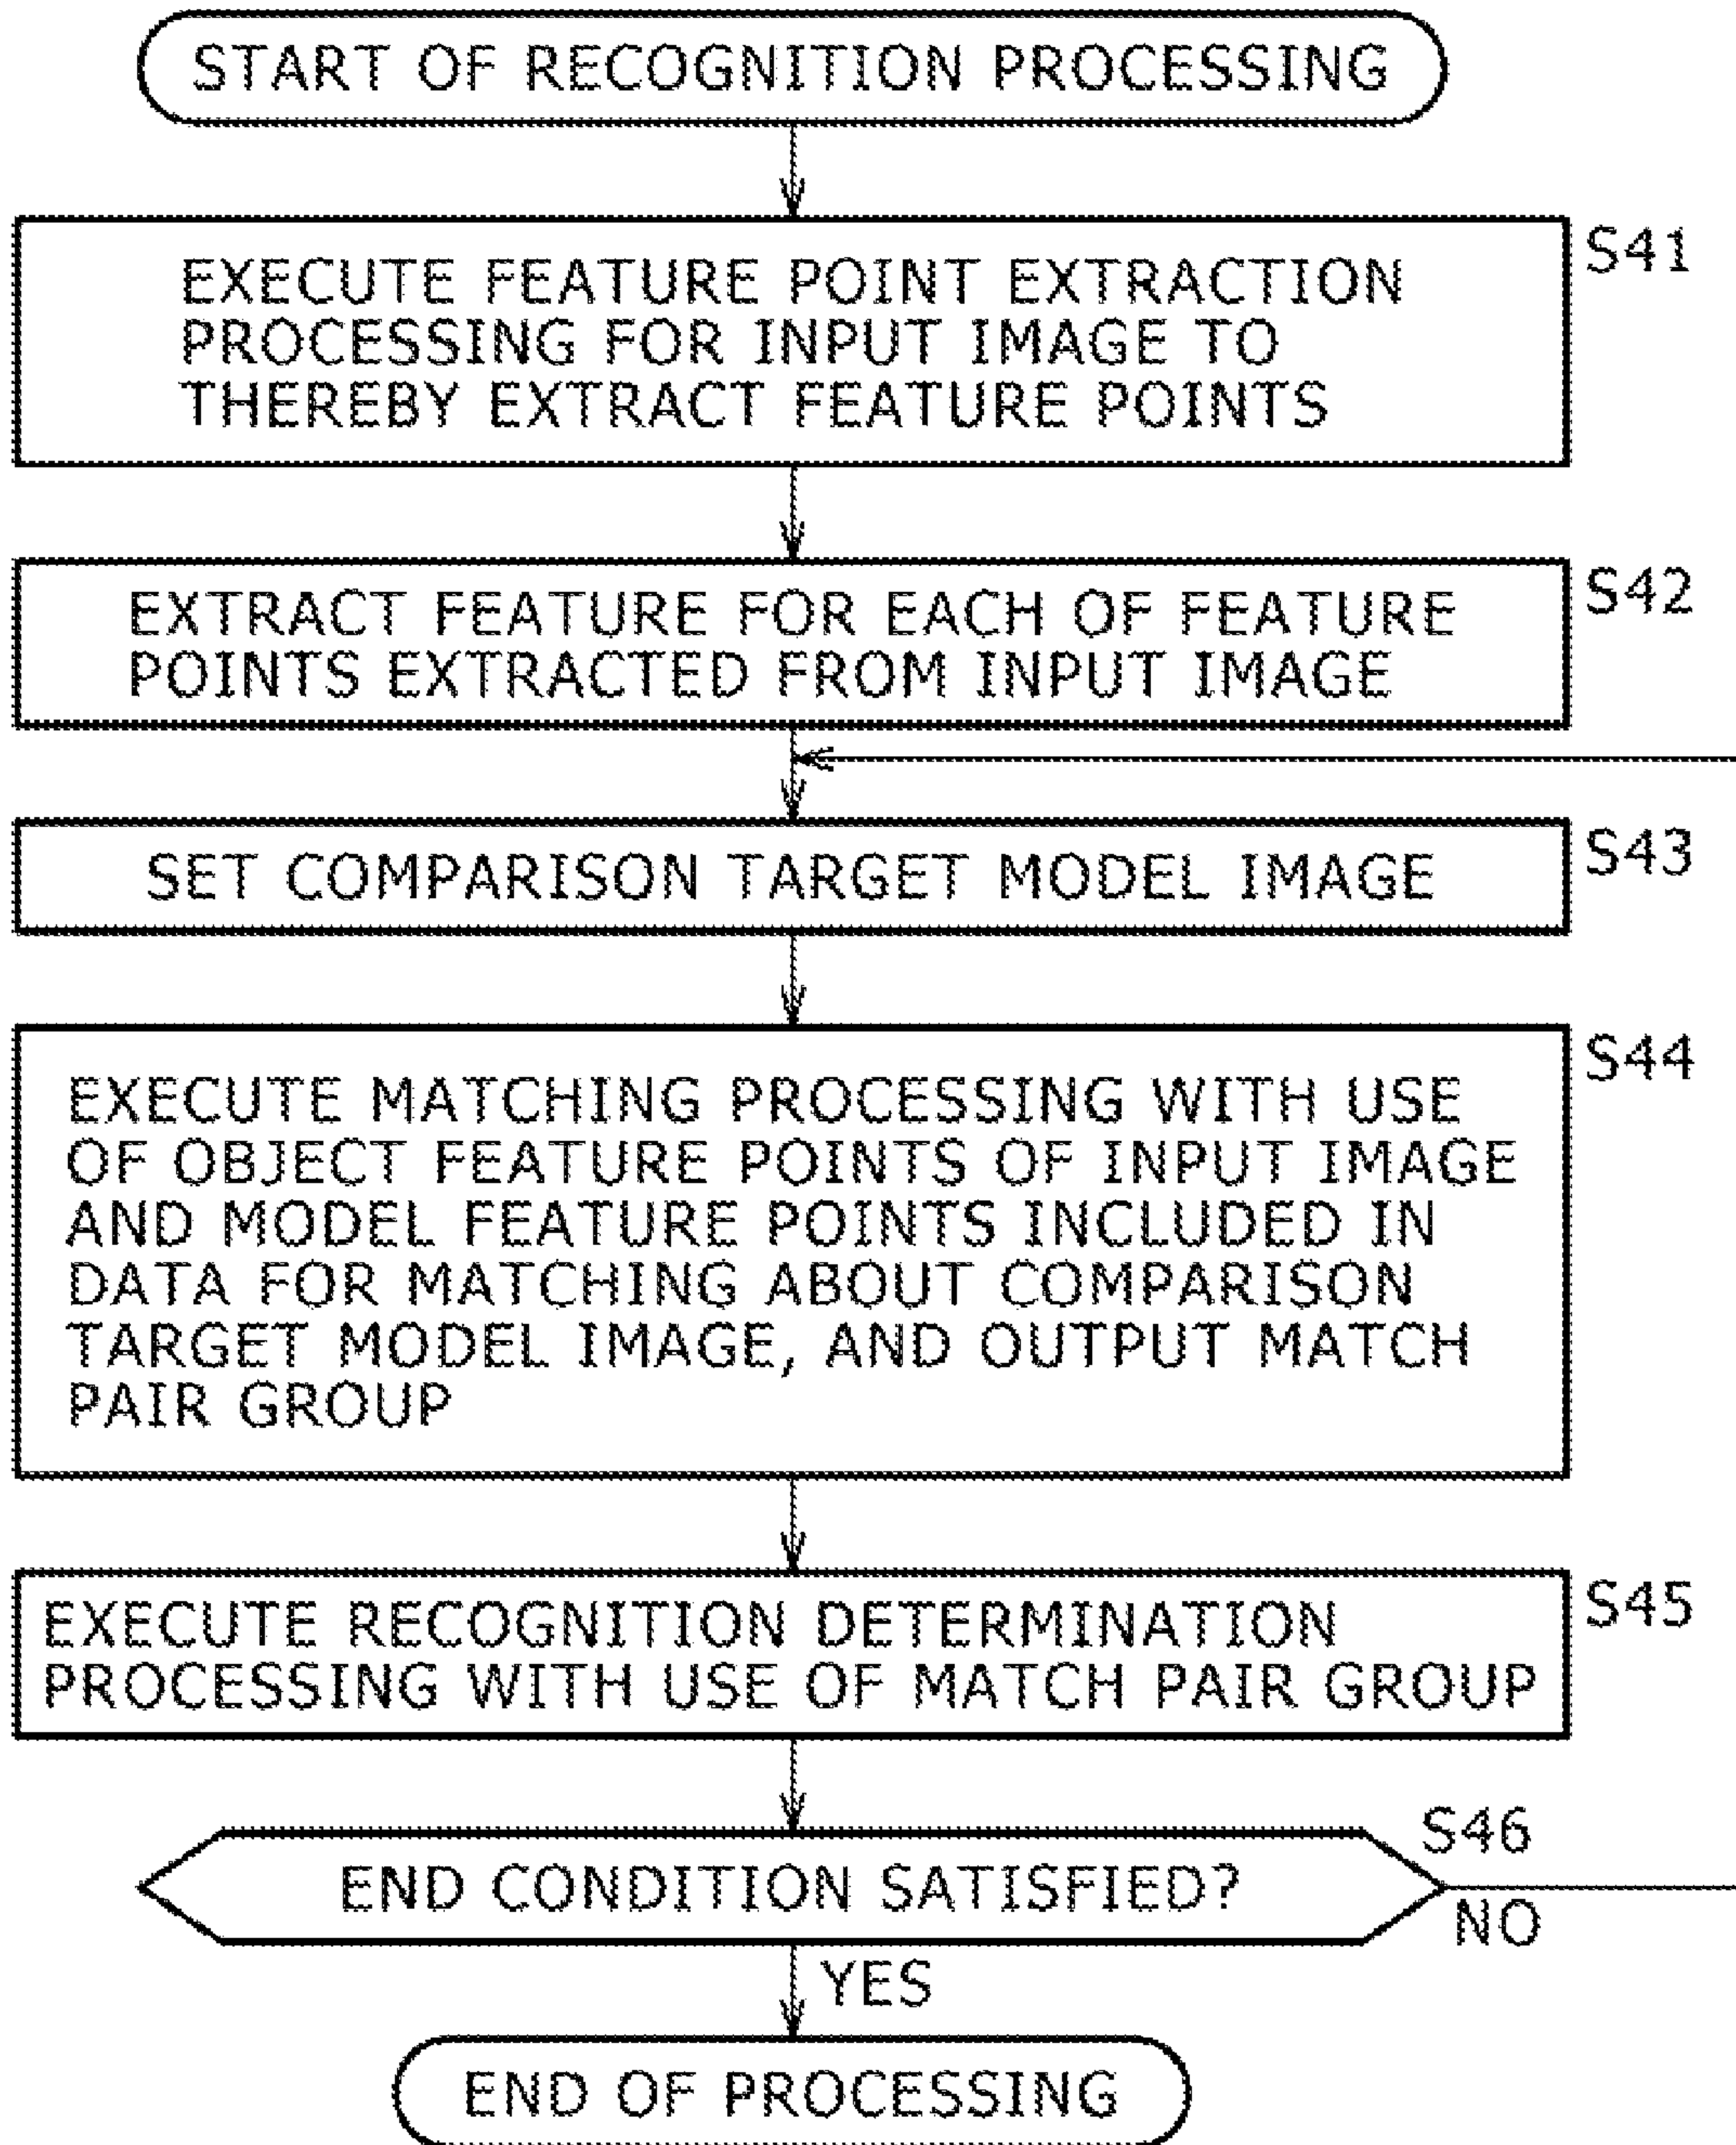 START OF RECOGNITION PROCESSING
S41
EXECUTE FEATURE POINT EXTRACTION
PROCESSING FOR INPUT IMAGE TO
THEREBY EXTRACT FEATURE POINTS
S42
EXTRACT FEATURE FOR EACH OF FEATURE
POINTS EXTRACTED FROM INPUT IMAGE
S43
SET COMPARISON TARGET MODEL IMAGE
S44
EXECUTE MATCHING PROCESSING WITH USE
OF OBJECT FEATURE POINTS OF INPUT IMAGE
AND MODEL FEATURE POINTS INCLUDED IN
DATA FOR MATCHING ABOUT COMPARISON
TARGET MODEL IMAGE, AND OUTPUT MATCH
PAIR GROUP
S45
EXECUTE RECOGNITION DETERMINATION
PROCESSING WITH USE OF MATCH PAIR GROUP
S46
END CONDITION SATISFIED?
NO
YES
END OF PROCESSING